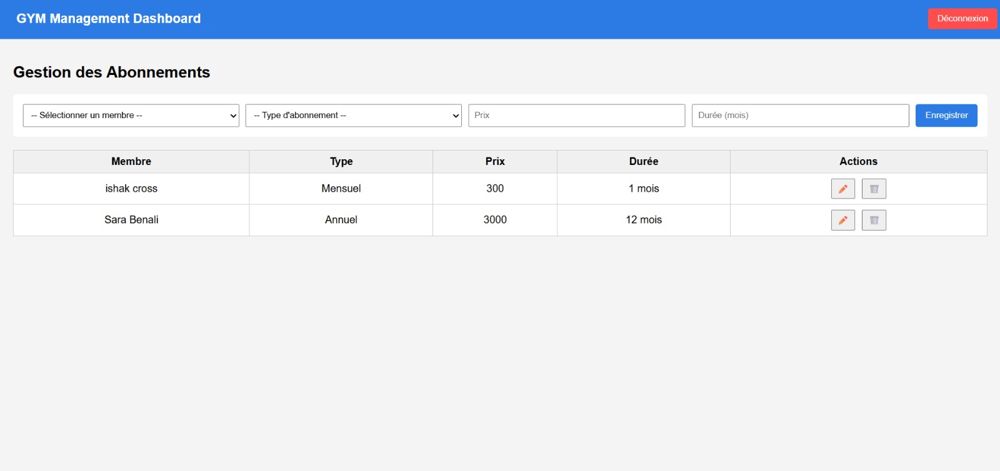 GYM Management Dashboard
Déconnexion
Gestion des Abonnements
-- Sélectionner un membre -- -- Type d'abonnement -- Prix Durée (mois) Enregistrer
Membre Type Prix Durée Actions
ishak cross Mensuel 300 1 mois
Sara Benali Annuel 3000 12 mois